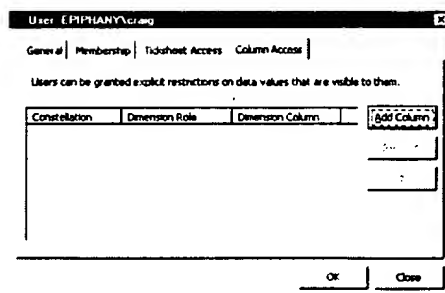 User EPIPHANY\craig
General Membership Ticksheet Access Column Access
Users can be granted explicit restrictions on data values that are visible to them.
Constellation Dimension Role Dimension Column Add Column
OK Close